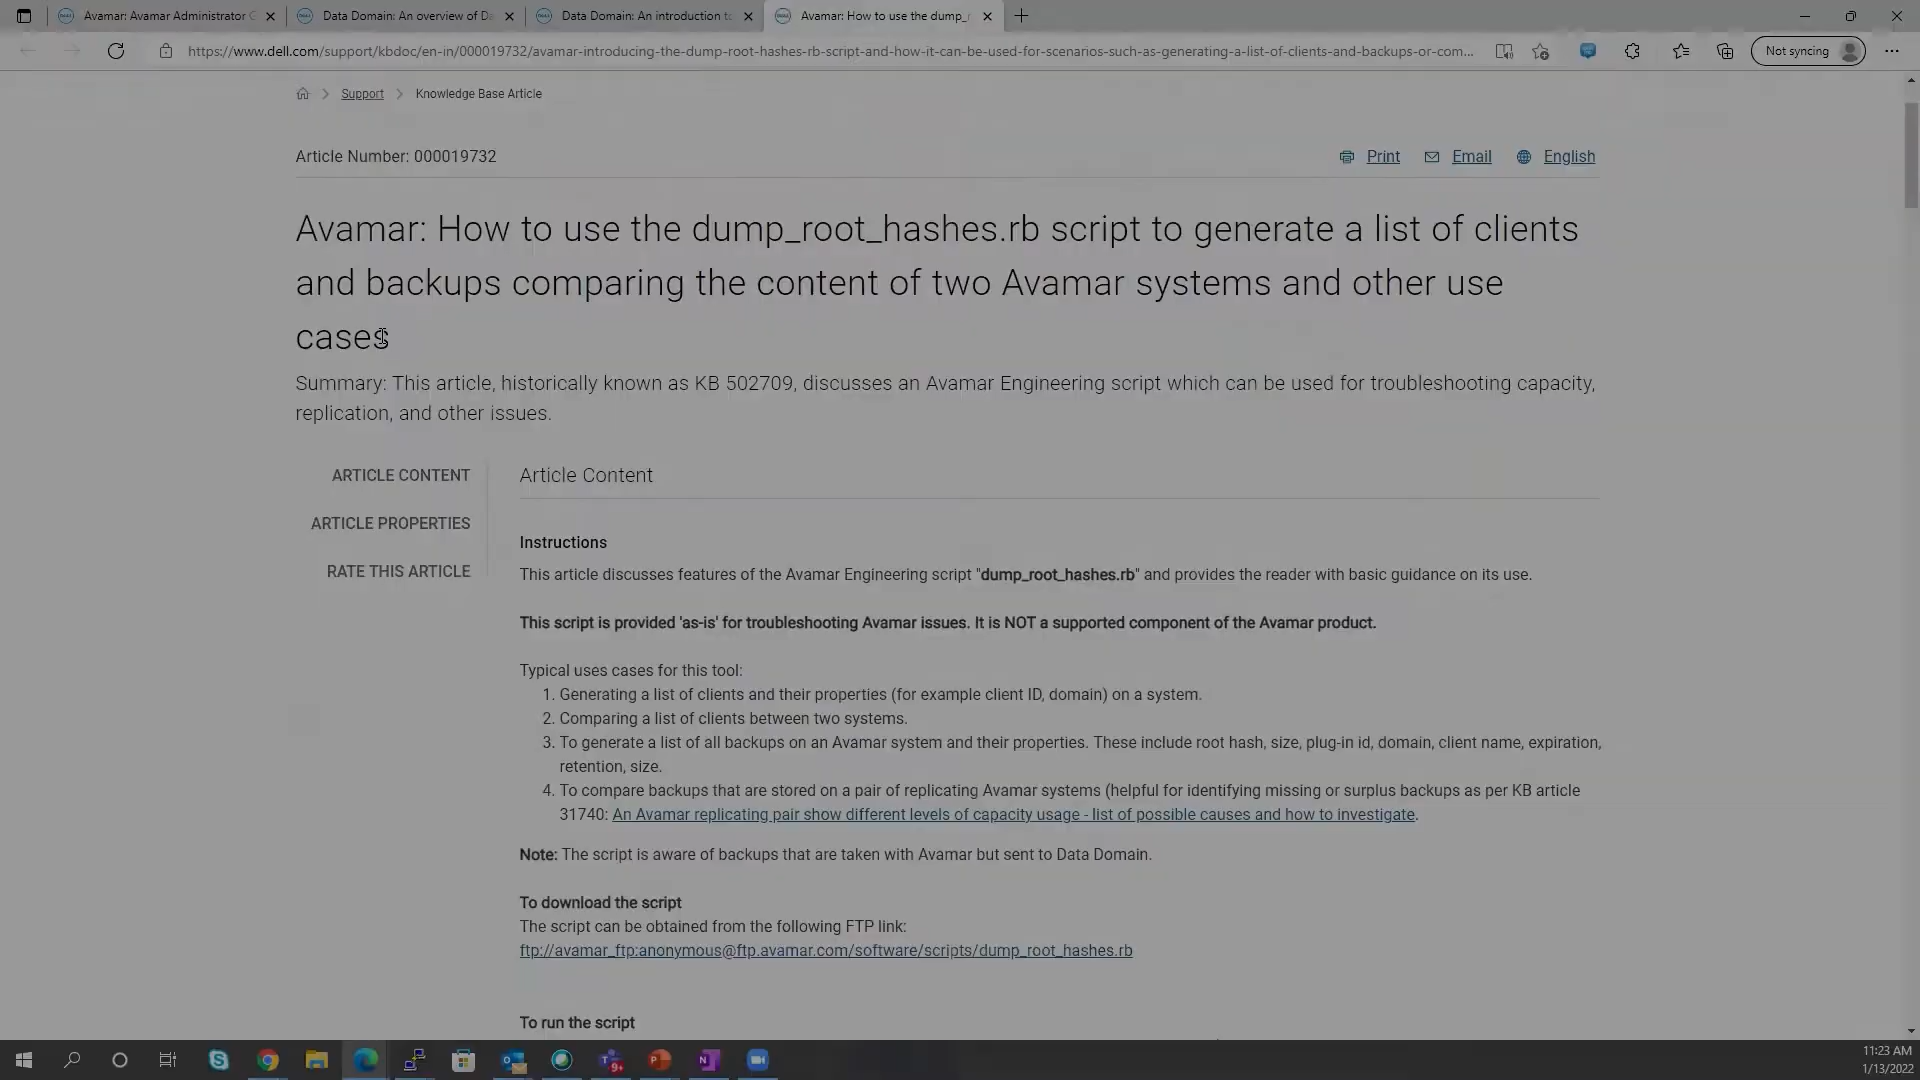 Avamar: Avamar Administrator G
Data Domain: An overview of Da
Data Domain: An introduction to
Avamar: How to use the dump_r
https://www.dell.com/support/kbdoc/en-in/000019732/avamar-introducing-the-dump-root-hashes-rb-script-and-how-it-can-be-used-for-scenarios-such-as-generating-a-list-of-clients-and-backups-or-com...
Not syncing
Support
Knowledge Base Article
Article Number: 000019732
Print
Email
English
Avamar: How to use the dump_root_hashes.rb script to generate a list of clients
and backups comparing the content of two Avamar systems and other use
cases
Summary: This article, historically known as KB 502709, discusses an Avamar Engineering script which can be used for troubleshooting capacity,
replication, and other issues.
ARTICLE CONTENT
ARTICLE PROPERTIES
RATE THIS ARTICLE
Article Content
Instructions
This article discusses features of the Avamar Engineering script "dump_root_hashes.rb" and provides the reader with basic guidance on its use.
This script is provided 'as-is' for troubleshooting Avamar issues. It is NOT a supported component of the Avamar product.
Typical uses cases for this tool:
1. Generating a list of clients and their properties (for example client ID, domain) on a system.
2. Comparing a list of clients between two systems.
3. To generate a list of all backups on an Avamar system and their properties. These include root hash, size, plug-in id, domain, client name, expiration,
retention, size.
4. To compare backups that are stored on a pair of replicating Avamar systems (helpful for identifying missing or surplus backups as per KB article
31740: An Avamar replicating pair show different levels of capacity usage - list of possible causes and how to investigate.
Note: The script is aware of backups that are taken with Avamar but sent to Data Domain.
To download the script
The script can be obtained from the following FTP link:
ftp://avamar_ftp:anonymous@ftp.avamar.com/software/scripts/dump_root_hashes.rb
To run the script
11:23 AM
1/13/2022